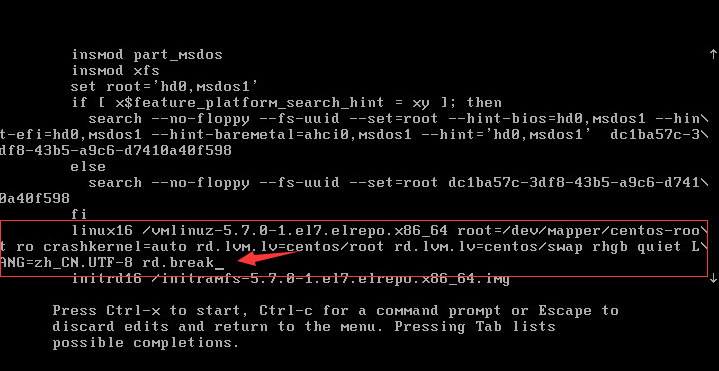 insmod part_msdos
insmod xfs
set root='hd0,msdos1'
if [ x$feature_platform_search_hint = xy ]; then
search --no-floppy --fs-uuid --set=root --hint-bios=hd0,msdos1 --hin\
t-efi=hd0,msdos1 --hint-baremetal=ahci0,msdos1 --hint='hd0,msdos1'  dc1ba57c-3\
df8-43b5-a9c6-d7410a40f598
else
search --no-floppy --fs-uuid --set=root dc1ba57c-3df8-43b5-a9c6-d741\
0a40f598
fi
linux16 /vmlinuz-5.7.0-1.el7.elrepo.x86_64 root=/dev/mapper/centos-roo\
t ro crashkernel=auto rd.lvm.lv=centos/root rd.lvm.lv=centos/swap rhgb quiet L\
ANG=zh_CN.UTF-8 rd.break_
initrd16 /initramfs-5.7.0-1.el7.elrepo.x86_64.img
Press Ctrl-x to start, Ctrl-c for a command prompt or Escape to
discard edits and return to the menu. Pressing Tab lists
possible completions.